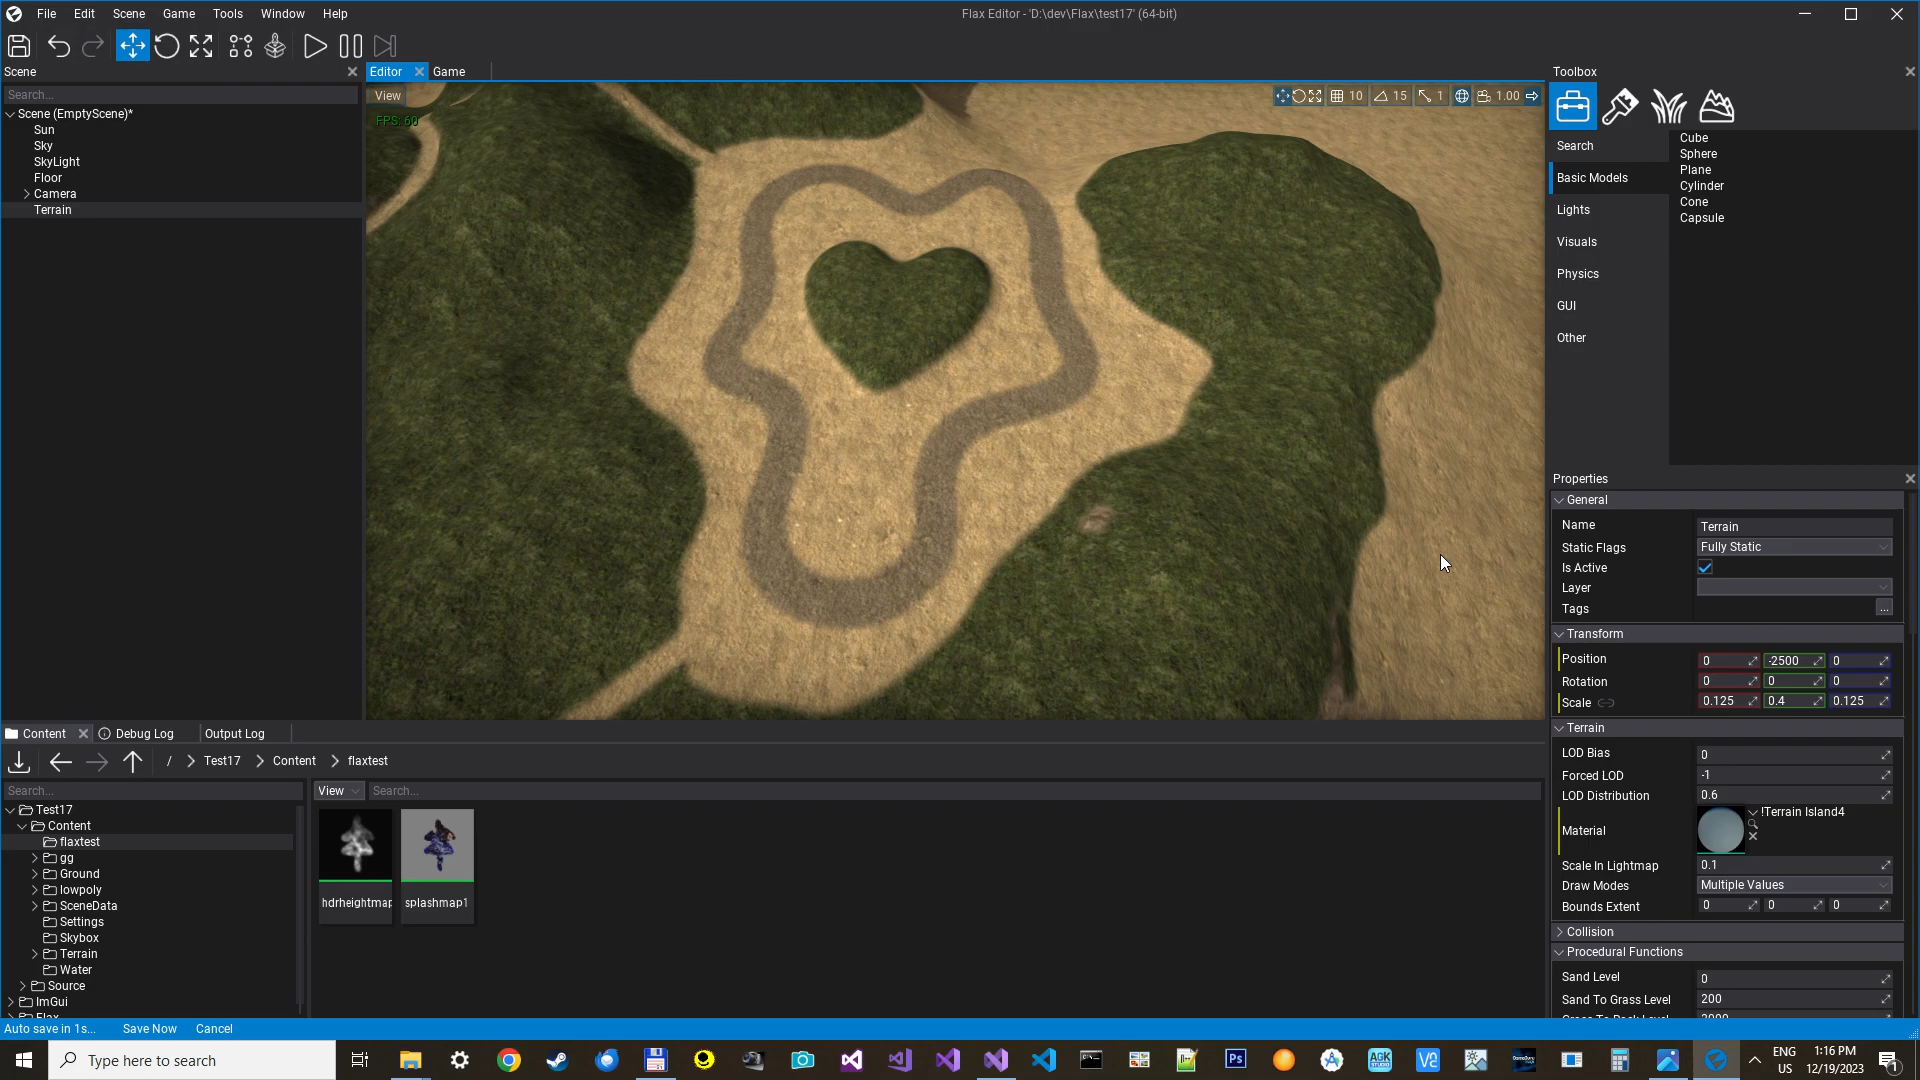 File Edit Scene Game Tools Window Help
Flax Editor - 'D:\dev\Flax\test17' (64-bit)
Scene
Editor
Game
Toolbox
Search...
View
10
15
1
1.00
FPS: 60
Scene (EmptyScene)*
Sun
Sky
SkyLight
Floor
Camera
Terrain
Search
Basic Models
Lights
Visuals
Physics
GUI
Other
Cube
Sphere
Plane
Cylinder
Cone
Capsule
Properties
General
Name Terrain
Static Flags Fully Static
Is Active
Layer
Tags ...
Transform
Position 0 -2500 0
Rotation 0 0 0
Scale 0.125 0.4 0.125
Terrain
LOD Bias 0
Forced LOD -1
LOD Distribution 0.6
Material !Terrain Island4
Scale In Lightmap 0.1
Draw Modes Multiple Values
Bounds Extent 0 0 0
Collision
Procedural Functions
Sand Level 0
Sand To Grass Level 200
Content
Debug Log
Output Log
/ Test17 Content flaxtest
Search...
View
Search...
Test17
Content
flaxtest
gg
Ground
lowpoly
SceneData
Settings
Skybox
Terrain
Water
Source
ImGui
hdrheightmap
splashmap1
Auto save in 1s... Save Now Cancel
Type here to search
Ps
AGK
STUDIO
ENG
US
1:16 PM
12/19/2023
1